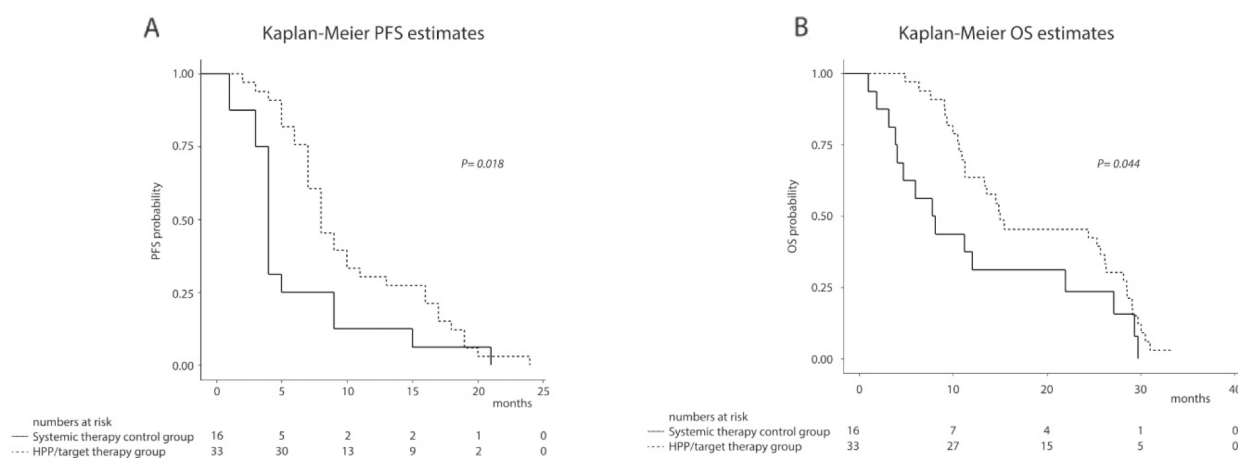 A
Kaplan-Meier PFS estimates
PFS probability
1.00
0.75
0.50
0.25
0.00
P= 0.018
0 5 10 15 20 25
months
numbers at risk
Systemic therapy control group 16 5 2 2 1 0
HPP/target therapy group 33 30 13 9 2 0
B
Kaplan-Meier OS estimates
OS probability
1.00
0.75
0.50
0.25
0.00
P= 0.044
0 10 20 30 40
months
numbers at risk
Systemic therapy control group 16 7 4 1 0
HPP/target therapy group 33 27 15 5 0